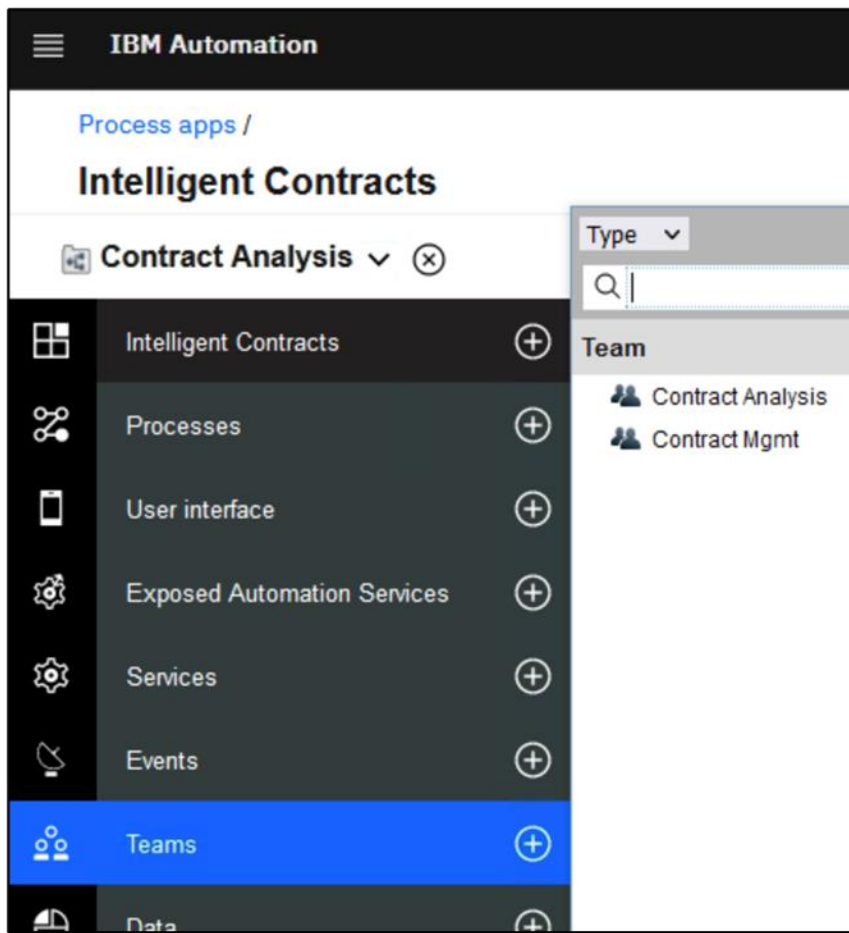 IBM Automation
Process apps /
Intelligent Contracts
Contract Analysis
Type
Team
Contract Analysis
Contract Mgmt
Intelligent Contracts
Processes
User interface
Exposed Automation Services
Services
Events
Teams
Data